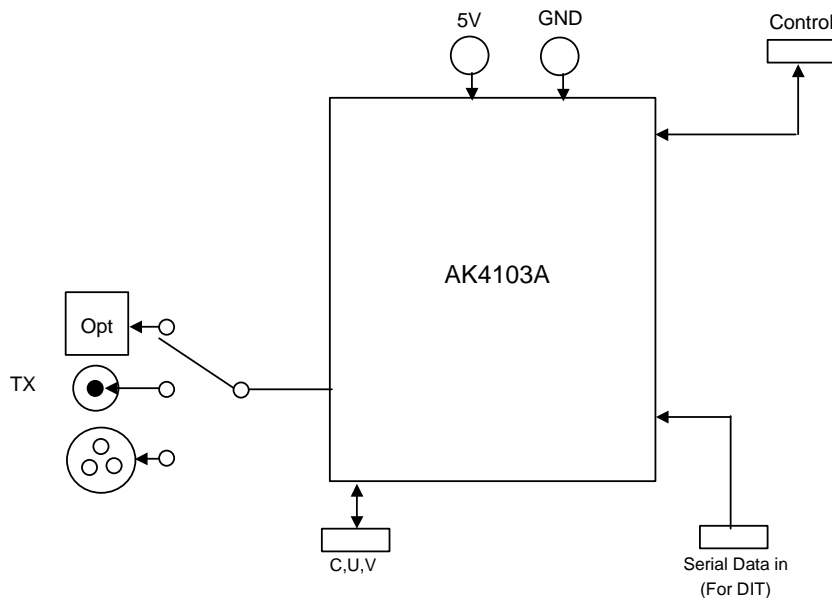 5V
GND
Control
AK4103A
Opt
TX
C,U,V
Serial Data in
(For DIT)